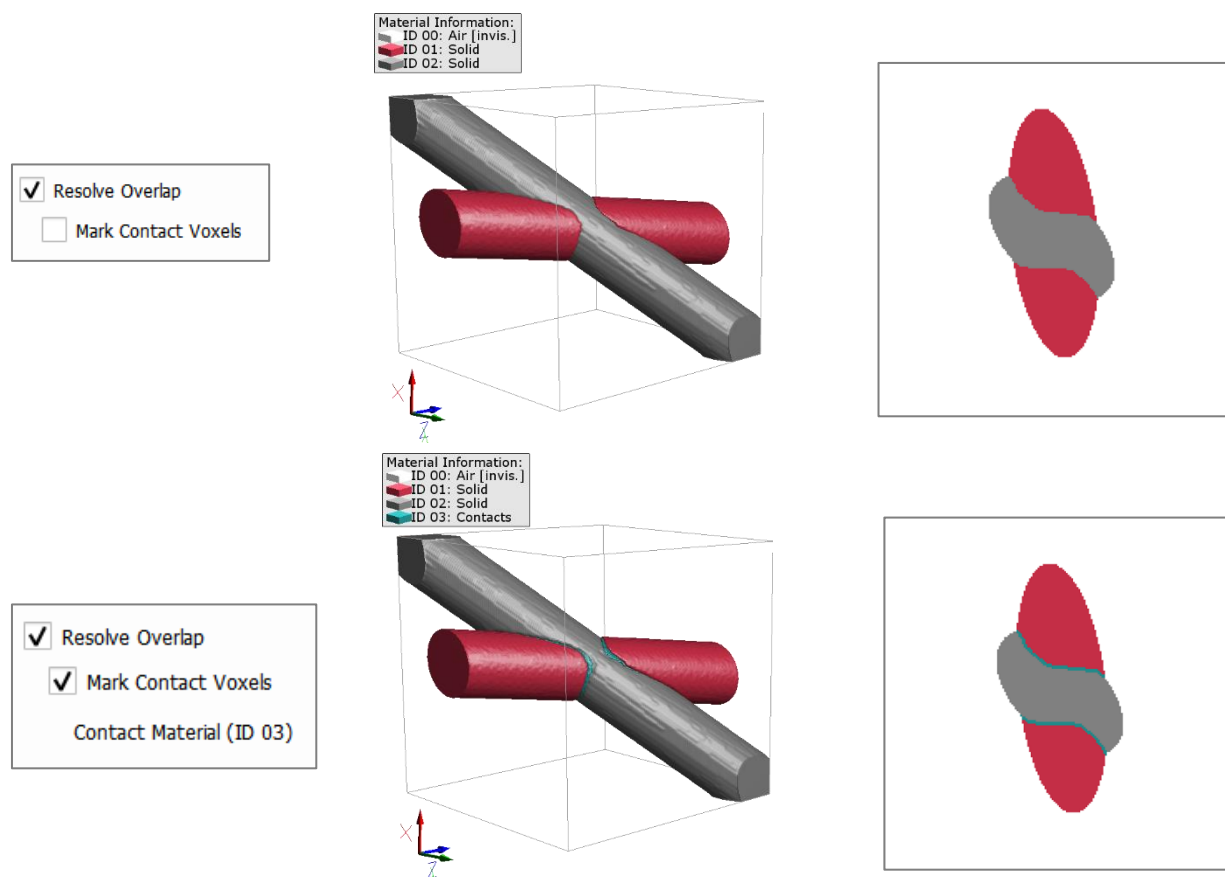 Material Information:
ID 00: Air [invis.]
ID 01: Solid
ID 02: Solid
Resolve Overlap
Mark Contact Voxels
X
Z
Material Information:
ID 00: Air [invis.]
ID 01: Solid
ID 02: Solid
ID 03: Contacts
Resolve Overlap
Mark Contact Voxels
Contact Material (ID 03)
X
Z